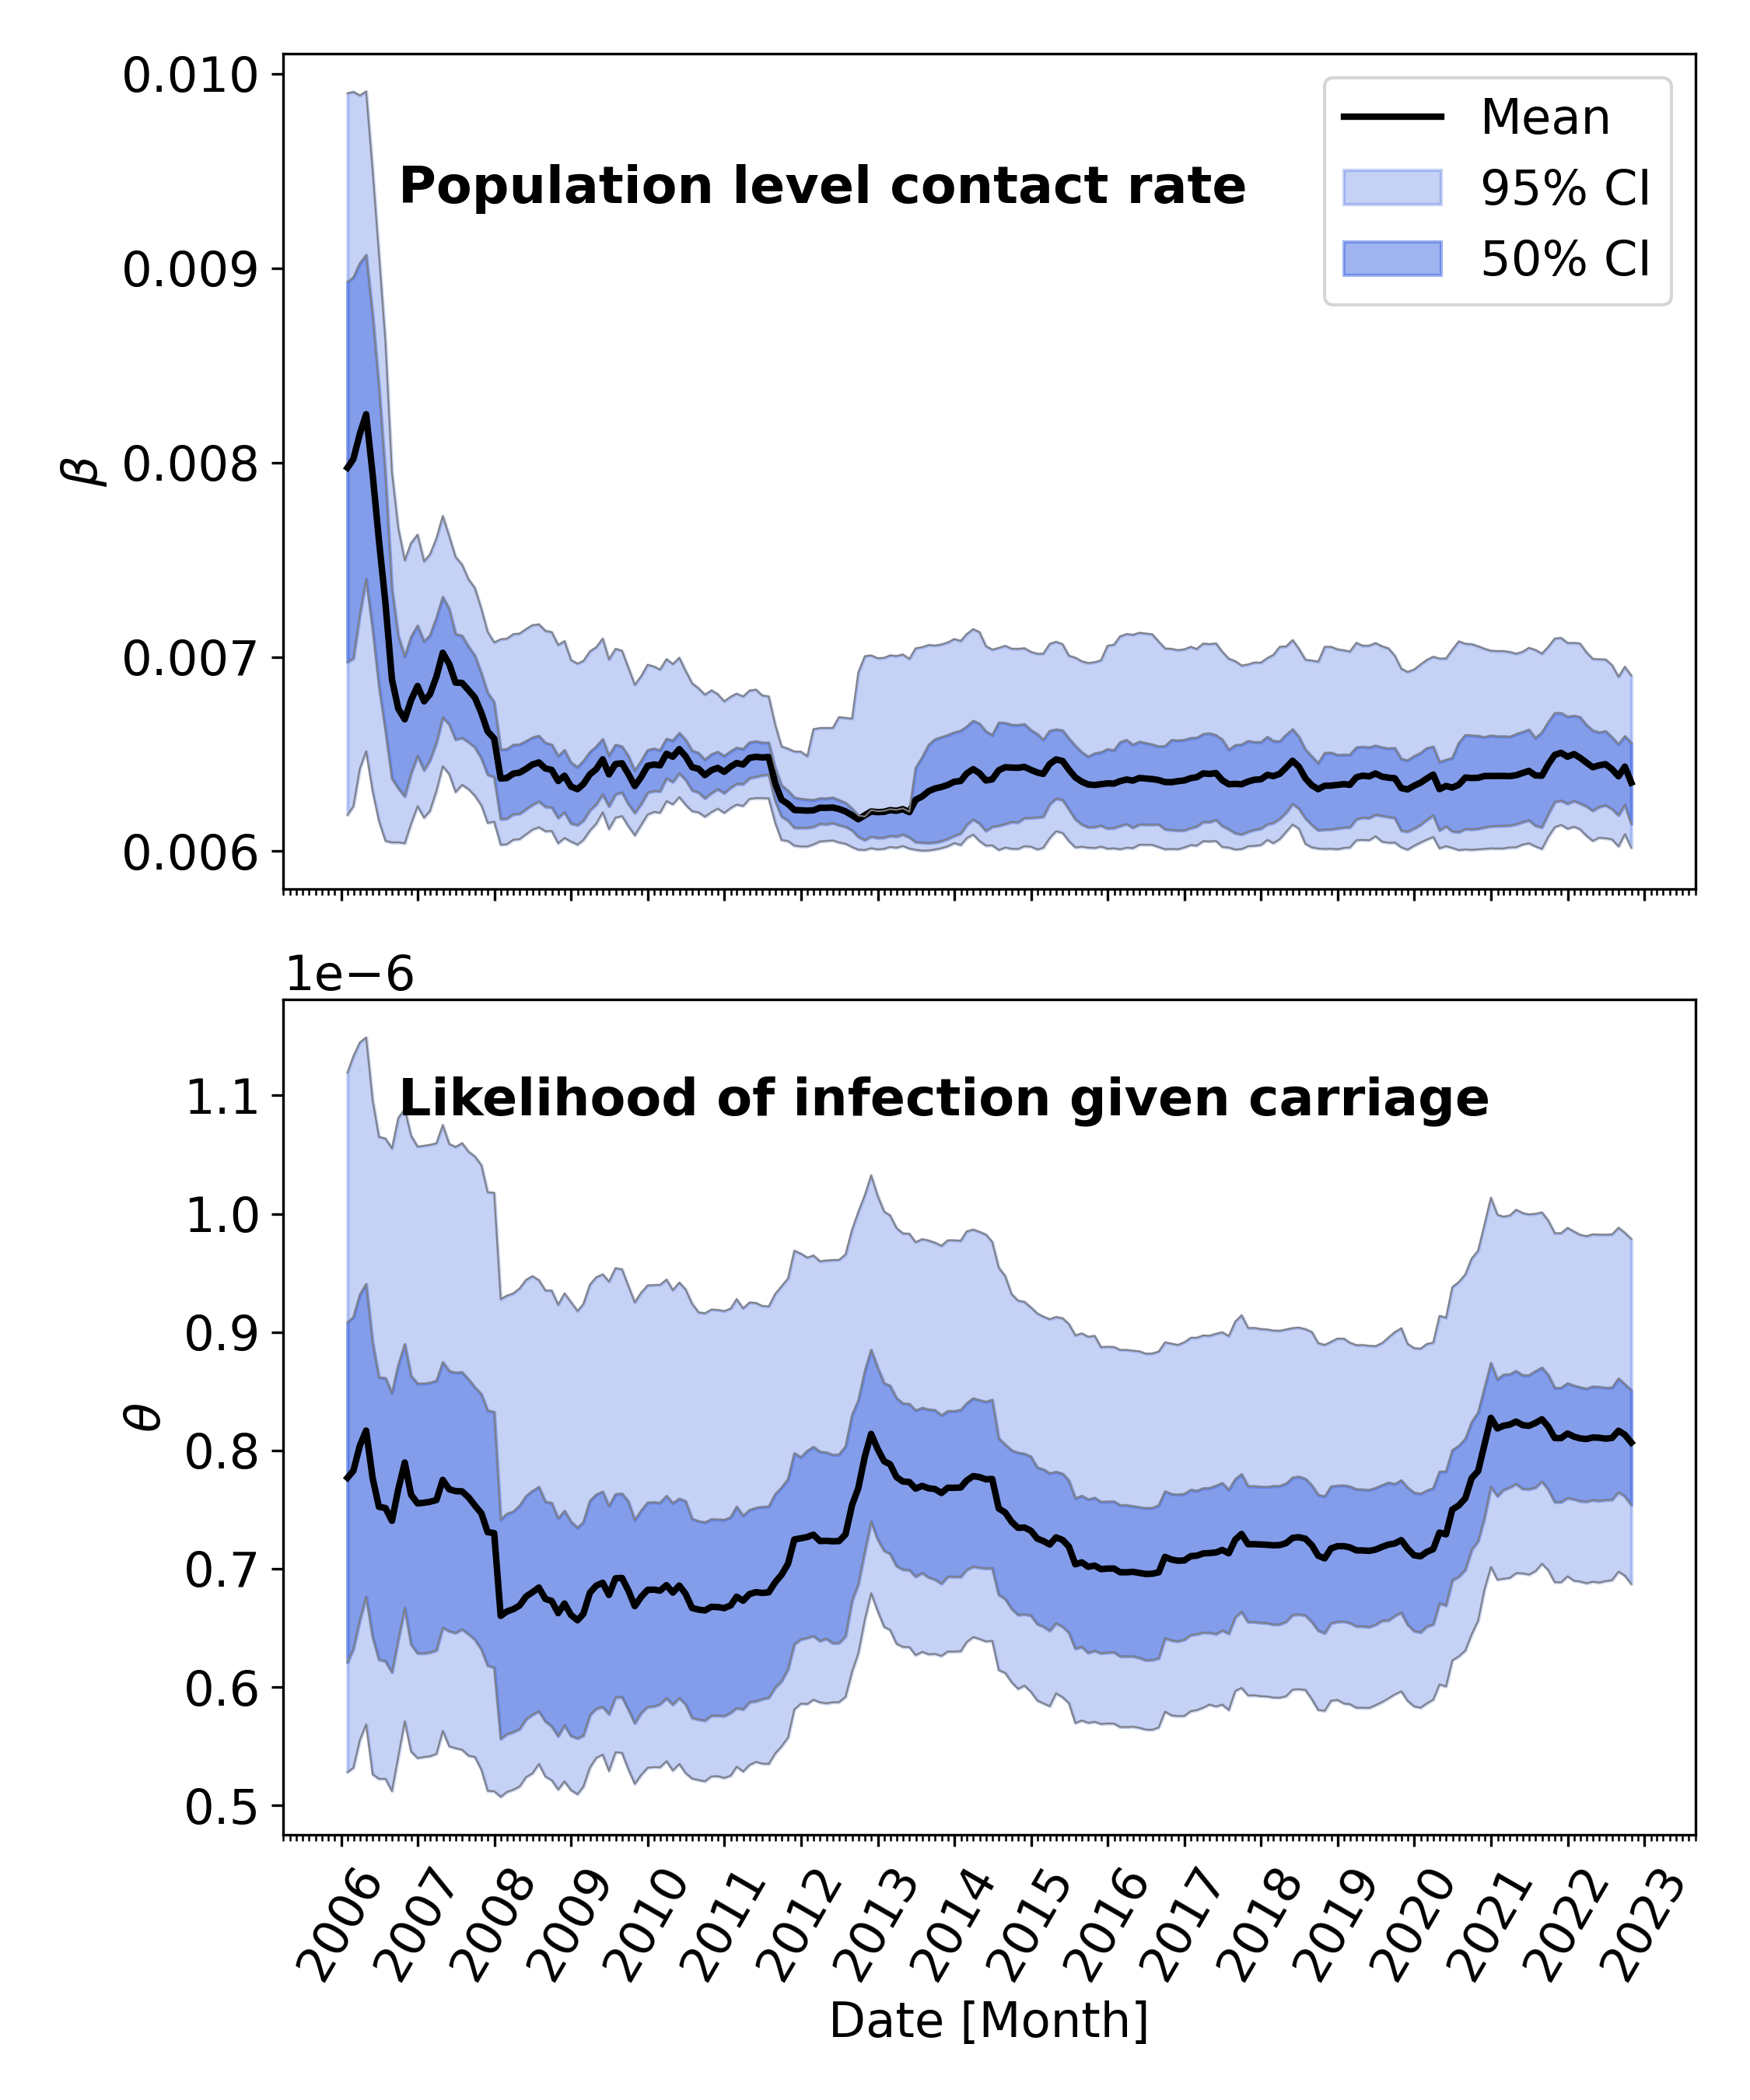 0.010
0.009
0.008
0.007
0.006
β
Population level contact rate
Mean
95% CI
50% CI
1e−6
1.1
1.0
0.9
0.8
0.7
0.6
0.5
θ
Likelihood of infection given carriage
2006 2007 2008 2009 2010 2011 2012 2013 2014 2015 2016 2017 2018 2019 2020 2021 2022 2023
Date [Month]